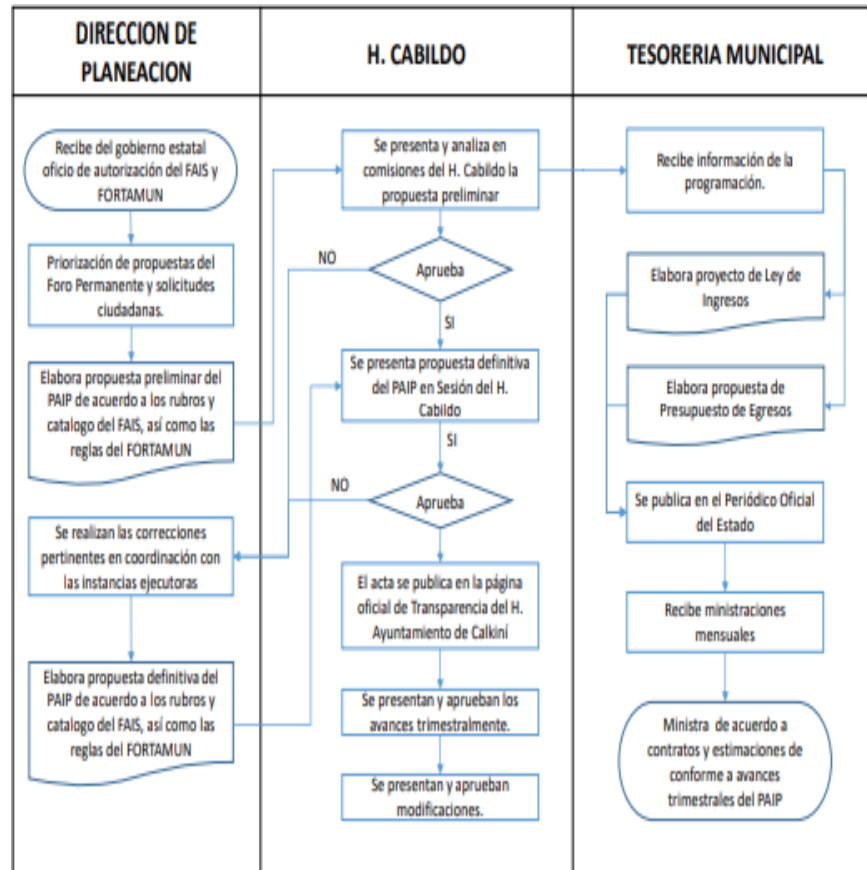 DIRECCION DE
PLANEACION
H. CABILDO
TESORERIA MUNICIPAL
Recibe del gobierno estatal
oficio de autorización del FAIS y
FORTAMUN
Priorización de propuestas del
Foro Permanente y solicitudes
ciudadanas.
Elabora propuesta preliminar del
PAIP de acuerdo a los rubros y
catalogo del FAIS, así como las
reglas del FORTAMUN
Se realizan las correcciones
pertinentes en coordinación con
las instancias ejecutoras
Elabora propuesta definitiva del
PAIP de acuerdo a los rubros y
catalogo del FAIS, así como las
reglas del FORTAMUN
Se presenta y analiza en
comisiones del H. Cabildo la
propuesta preliminar
NO
Aprueba
SI
Se presenta propuesta definitiva
del PAIP en Sesión del H.
Cabildo
SI
NO
Aprueba
El acta se publica en la página
oficial de Transparencia del H.
Ayuntamiento de Calkiní
Se presentan y aprueban los
avances trimestralmente.
Se presentan y aprueban
modificaciones.
Recibe información de la
programación.
Elabora proyecto de Ley de
Ingresos
Elabora propuesta de
Presupuesto de Egresos
Se publica en el Periódico Oficial
del Estado
Recibe ministraciones
mensuales
Ministra de acuerdo a
contratos y estimaciones de
conforme a avances
trimestrales del PAIP